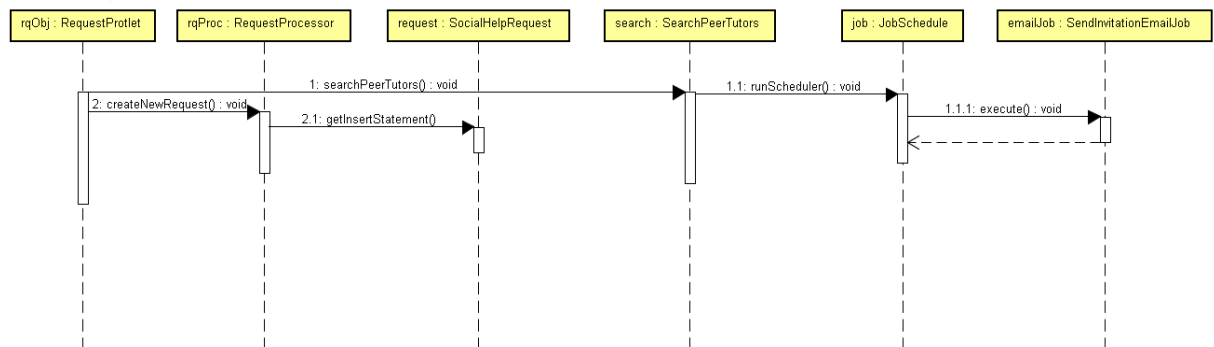 rqObj : RequestProtlet
rqProc : RequestProcessor
request : SocialHelpRequest
search : SearchPeerTutors
job : JobSchedule
emailJob : SendInvitationEmailJob
1: searchPeerTutors() : void
1.1: runScheduler() : void
2: createNewRequest() : void
1.1.1: execute() : void
2.1: getInsertStatement()